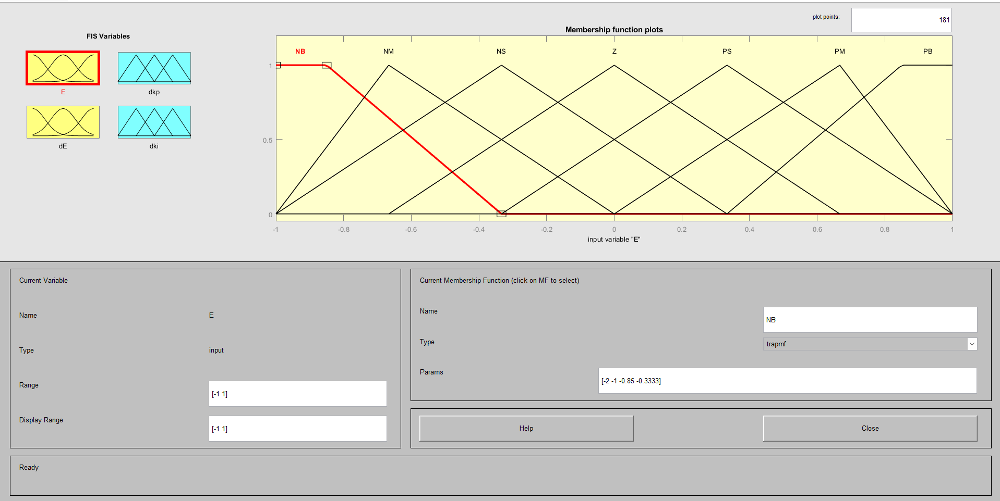 plot points:
181
FIS Variables
E
dkp
dE
dki
Membership function plots
NB NM NS Z PS PM PB
1
0.5
0
-1 -0.8 -0.6 -0.4 -0.2 0 0.2 0.4 0.6 0.8 1
input variable "E"
Current Variable
Name E
Type input
Range [-1 1]
Display Range [-1 1]
Current Membership Function (click on MF to select)
Name NB
Type trapmf
Params [-2 -1 -0.85 -0.3333]
Help Close
Ready